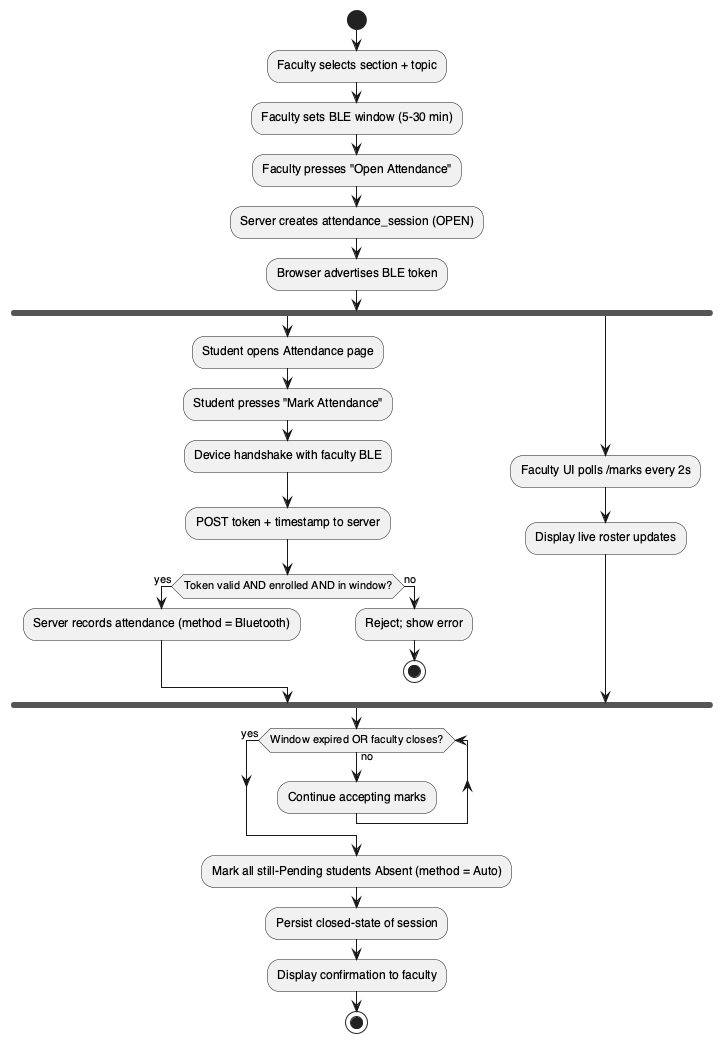 Faculty selects section + topic
Faculty sets BLE window (5-30 min)
Faculty presses "Open Attendance"
Server creates attendance_session (OPEN)
Browser advertises BLE token
Student opens Attendance page
Student presses "Mark Attendance"
Device handshake with faculty BLE
Faculty UI polls /marks every 2s
POST token + timestamp to server
Display live roster updates
yes
Token valid AND enrolled AND in window?
no
Server records attendance (method = Bluetooth)
Reject; show error
yes
Window expired OR faculty closes?
no
Continue accepting marks
Mark all still-Pending students Absent (method = Auto)
Persist closed-state of session
Display confirmation to faculty